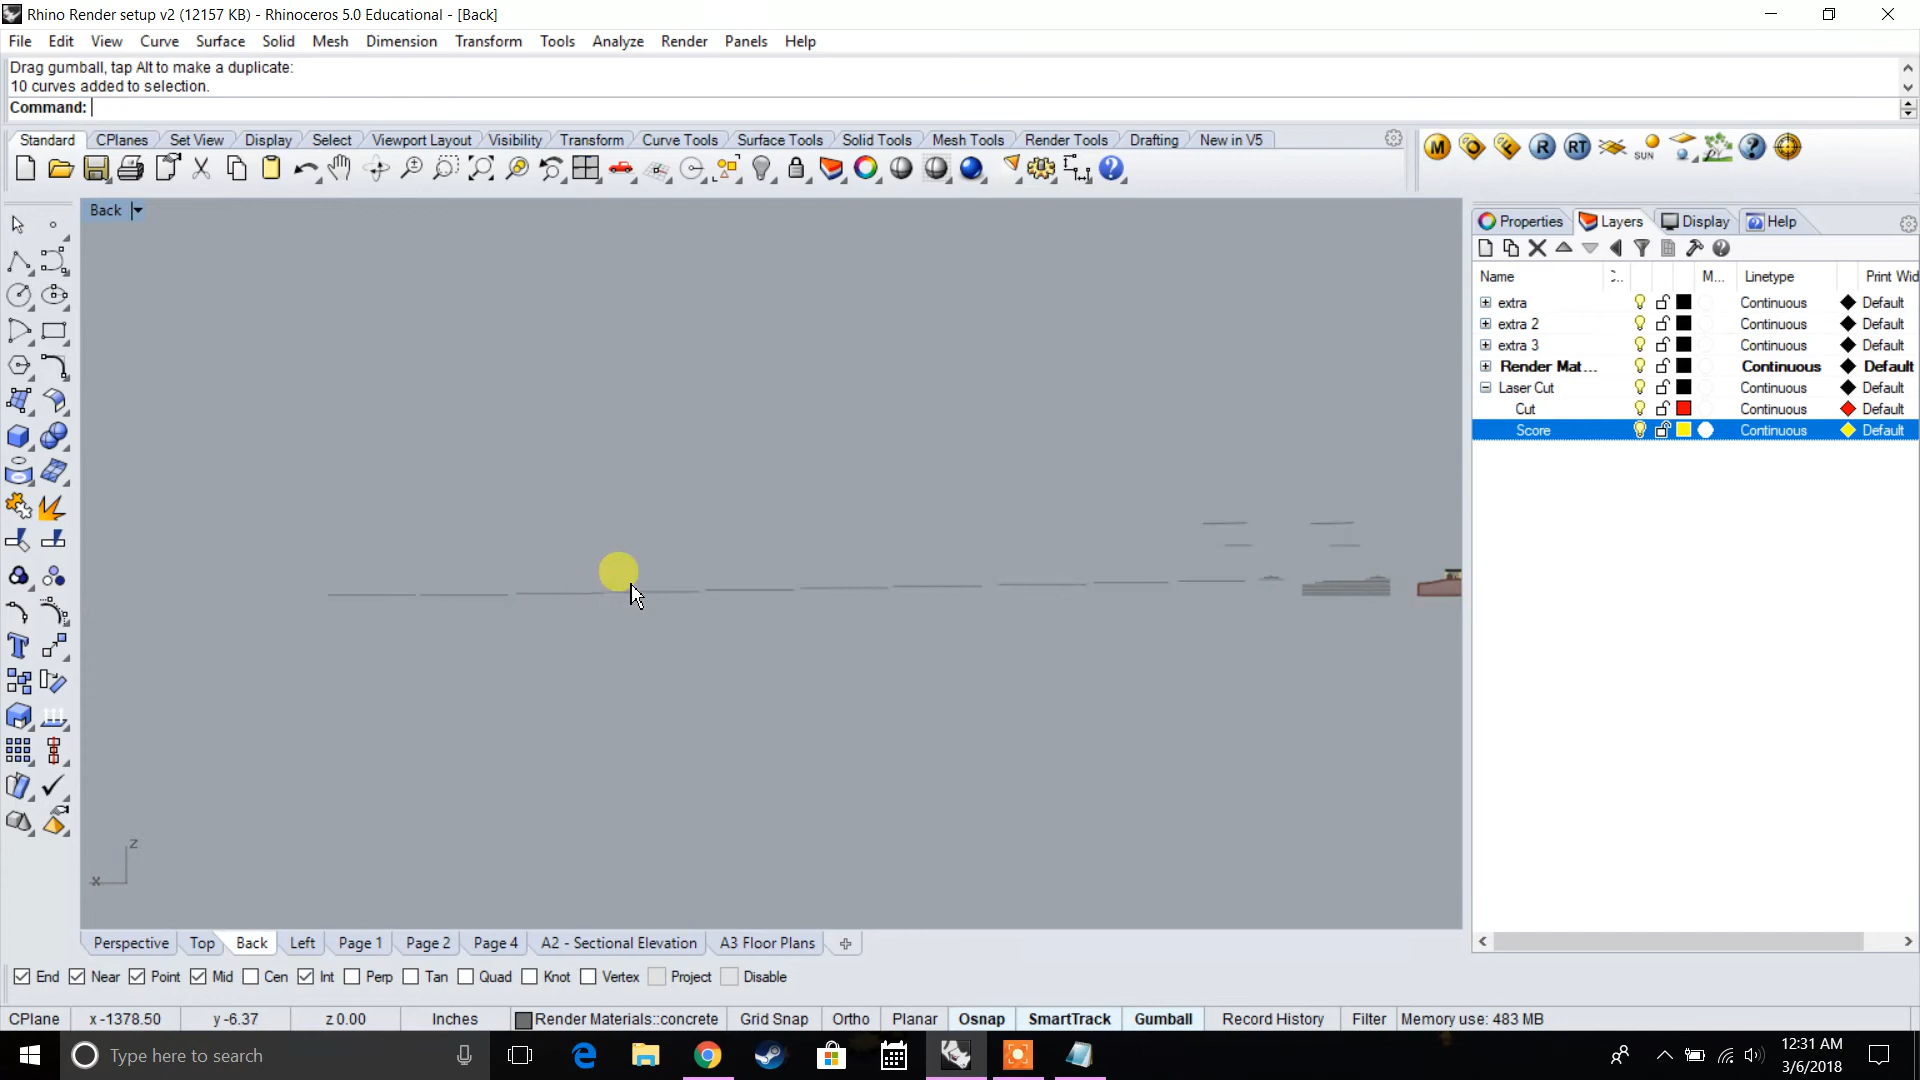 Rhino Render setup v2 (12157 KB) - Rhinoceros 5.0 Educational - [Back]
File Edit View Curve Surface Solid Mesh Dimension Transform Tools Analyze Render Panels Help
Drag gumball, tap Alt to make a duplicate:
10 curves added to selection.
Command:
Standard CPlanes Set View Display Select Viewport Layout Visibility Transform Curve Tools Surface Tools Solid Tools Mesh Tools Render Tools Drafting New in V5
M O F R RT SUN ?
Back
Properties Layers Display Help
Name M... Linetype Print Wid
extra Continuous Default
extra 2 Continuous Default
extra 3 Continuous Default
Render Mat... Continuous Default
Laser Cut Continuous Default
Cut Continuous Default
Score Continuous Default
z
x
Perspective Top Back Left Page 1 Page 2 Page 4 A2 - Sectional Elevation A3 Floor Plans
End Near Point Mid Cen Int Perp Tan Quad Knot Vertex Project Disable
CPlane x -1378.50 y -6.37 z 0.00 Inches Render Materials::concrete Grid Snap Ortho Planar Osnap SmartTrack Gumball Record History Filter Memory use: 483 MB
Type here to search
12:31 AM
3/6/2018